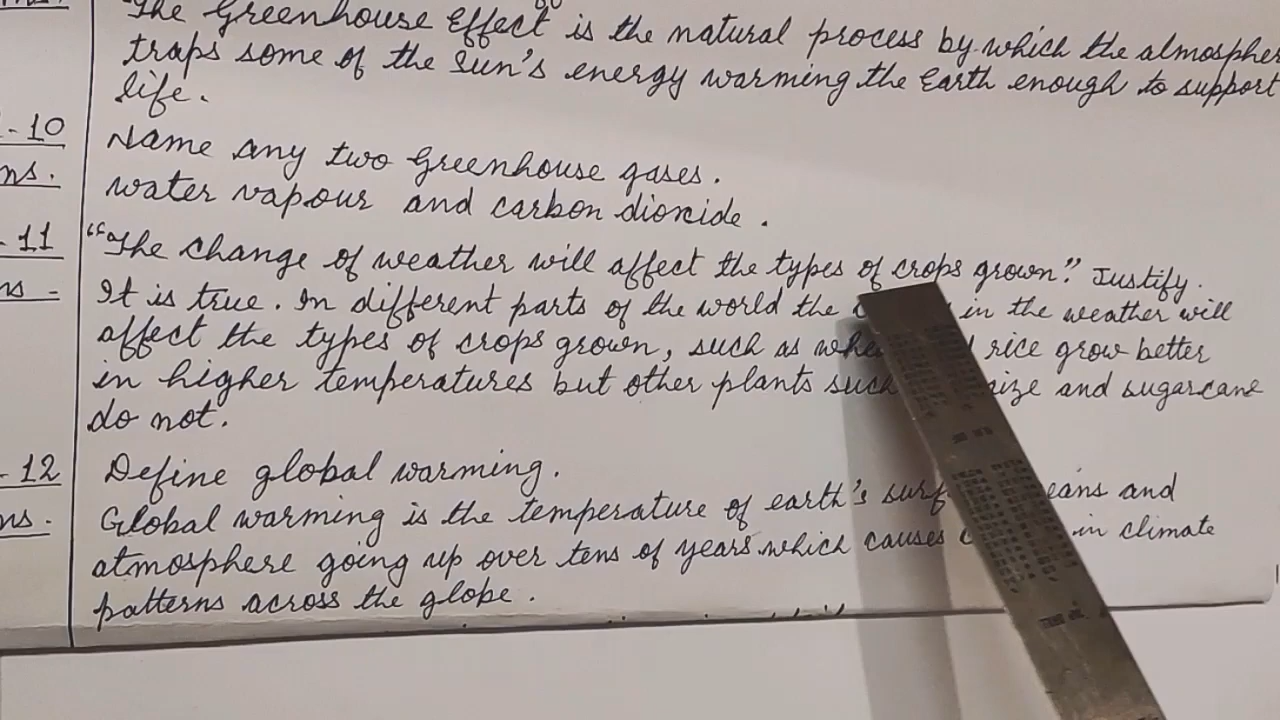 "The Greenhouse Effect is the natural process by which the atmospher
traps some of the Sun's energy warming the Earth enough to support
life.
- 10 Name any two Greenhouse gases.
ns. water vapour and carbon dioxide.
- 11 "The change of weather will affect the types of crops grown." Justify.
ns - It is true. In different parts of the world the in the weather will
affect the types of crops grown, such as rice grow better
in higher temperatures but other plants such and sugarcane
do not.
- 12 Define global warming.
ns. Global warming is the temperature of earth's and
atmosphere going up over tens of years which causes in climate
patterns across the globe.